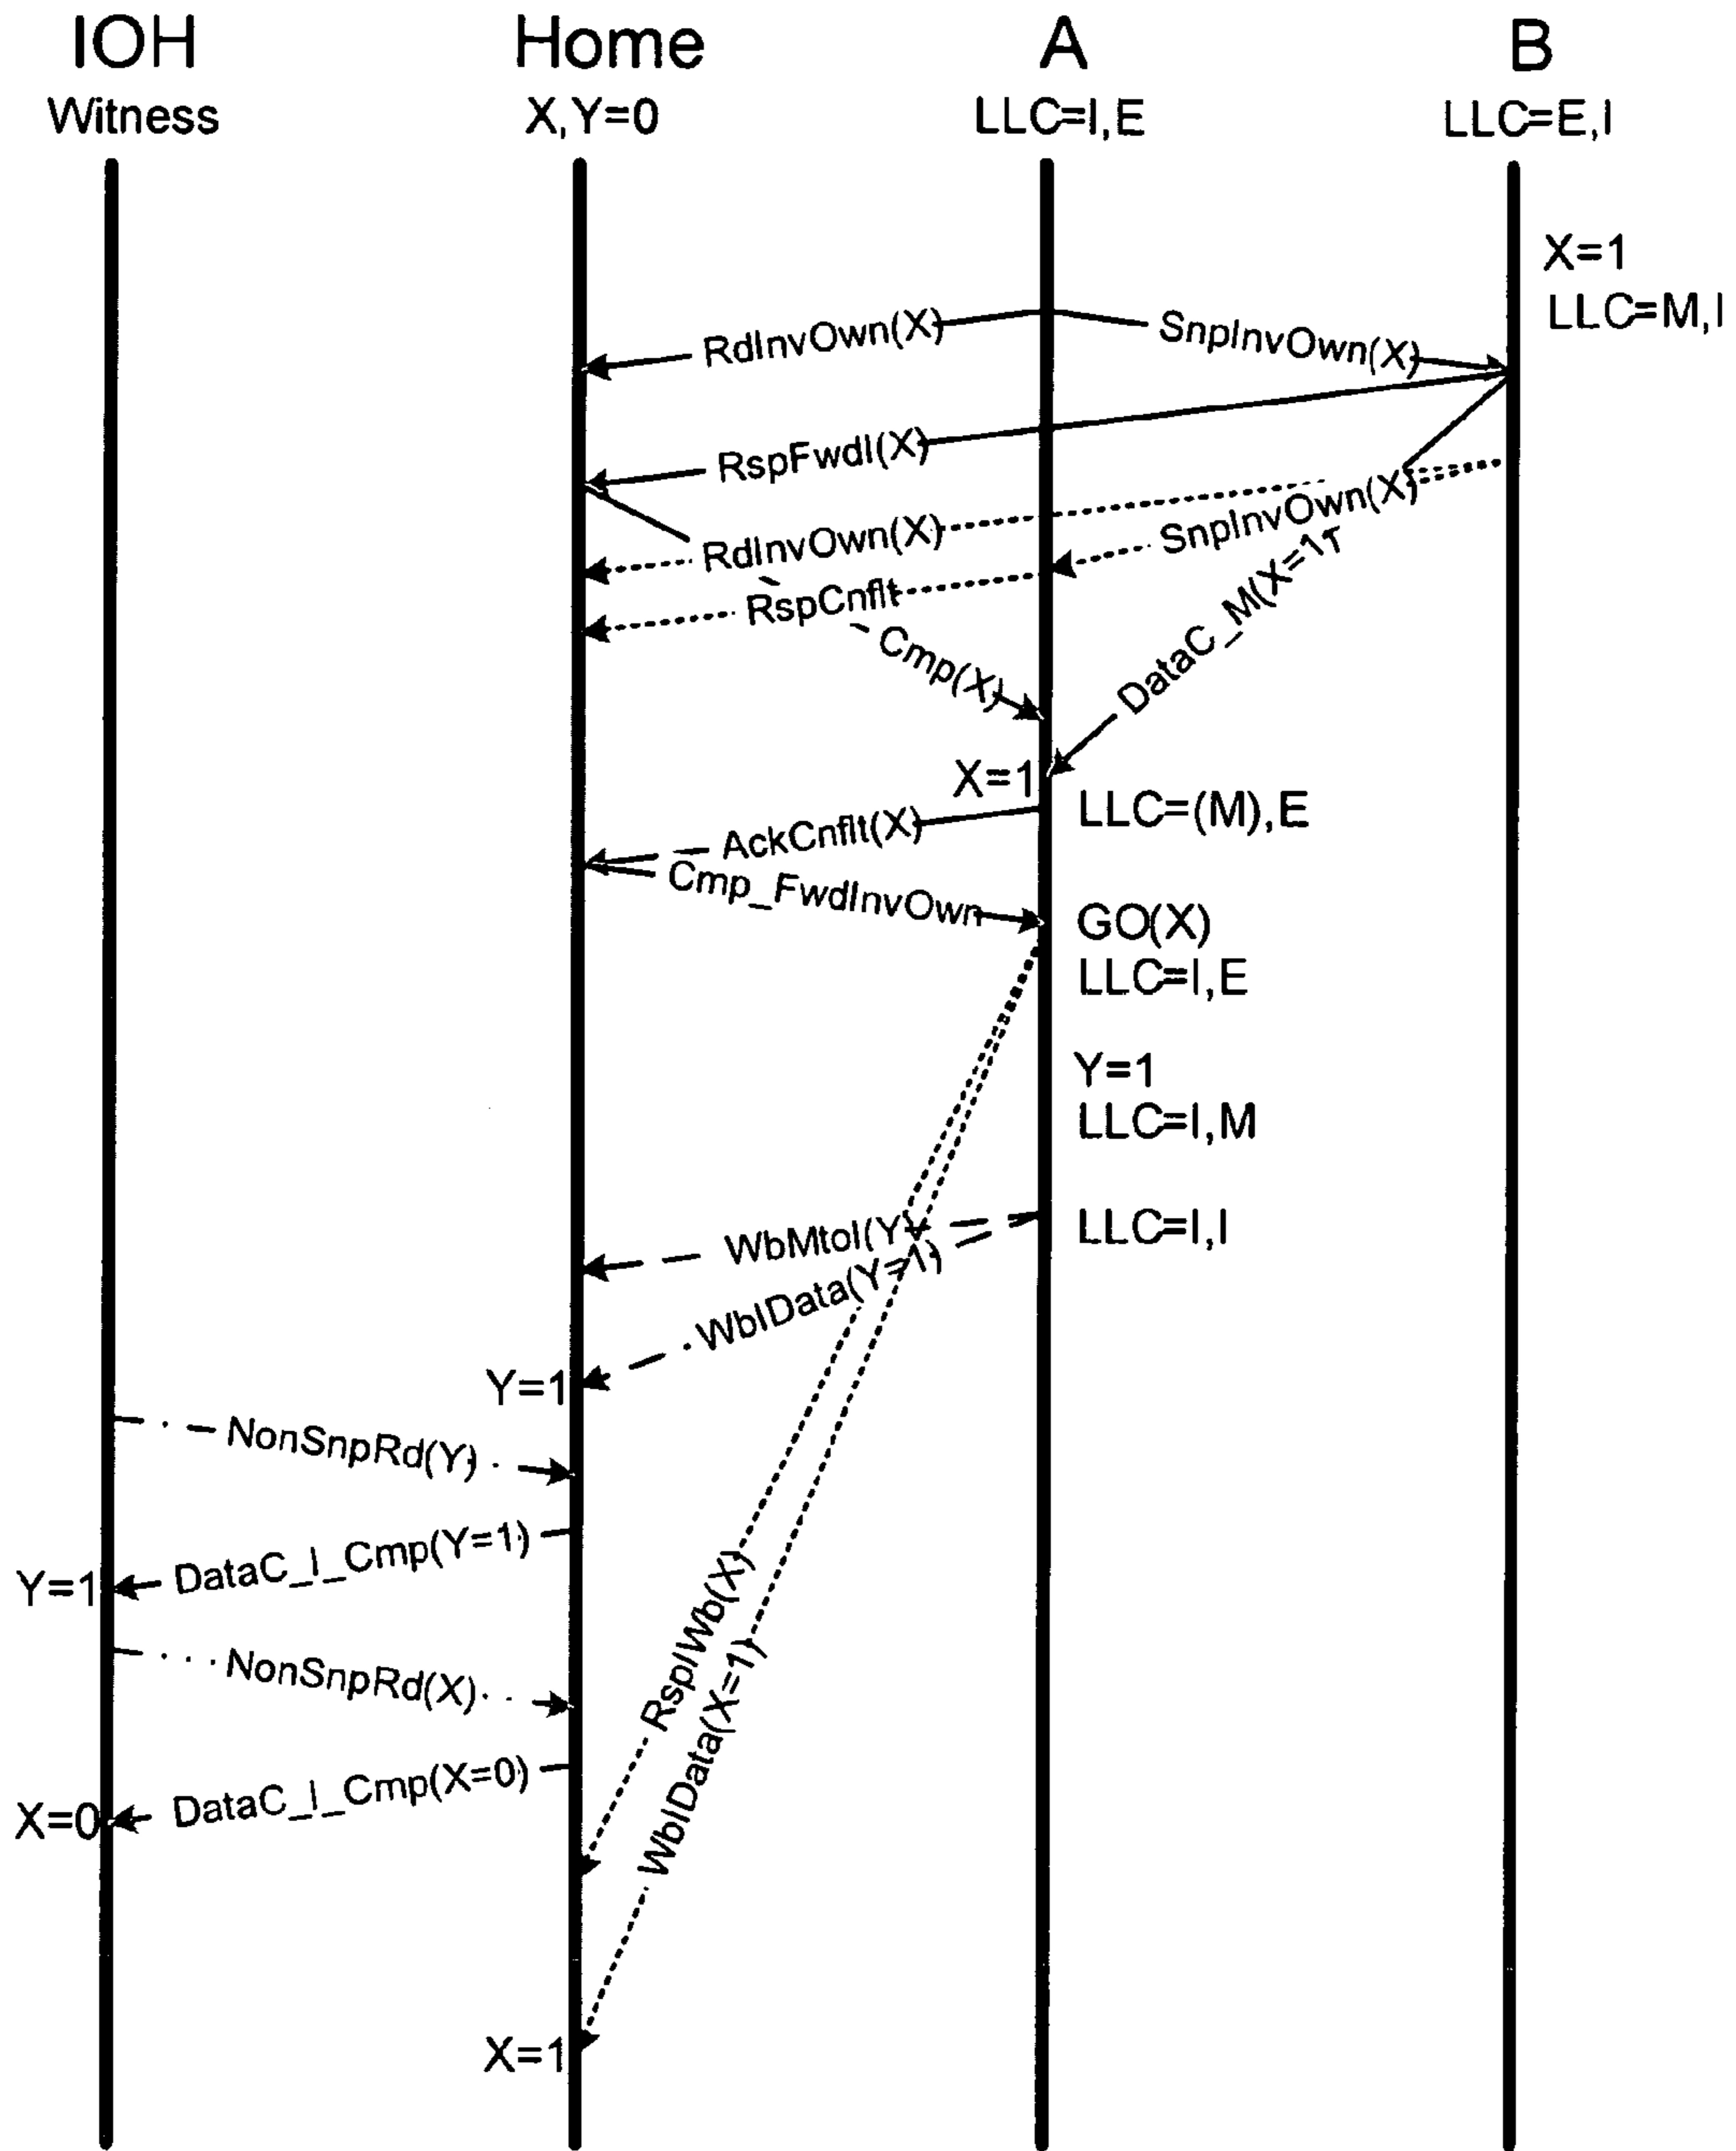 IOH
Home
A
B
Witness
X,Y=0
LLC=I,E
LLC=E,I
X=1
LLC=M,I
RdInvOwn(X)
SnpInvOwn(X)
RspFwdI(X)
RdInvOwn(X)
SnpInvOwn(X)
RspCnflt
Cmp(X)
DataC_M(X=1)
X=1
LLC=(M),E
AckCnflt(X)
Cmp_FwdInvOwn
GO(X)
LLC=I,E
Y=1
LLC=I,M
WbMtoI(Y)
LLC=I,I
WbIData(Y=1)
Y=1
NonSnpRd(Y)
DataC_I_Cmp(Y=1)
Y=1
RspIWb(X)
WbIData(X=1)
NonSnpRd(X)
DataC_I_Cmp(X=0)
X=0
X=1